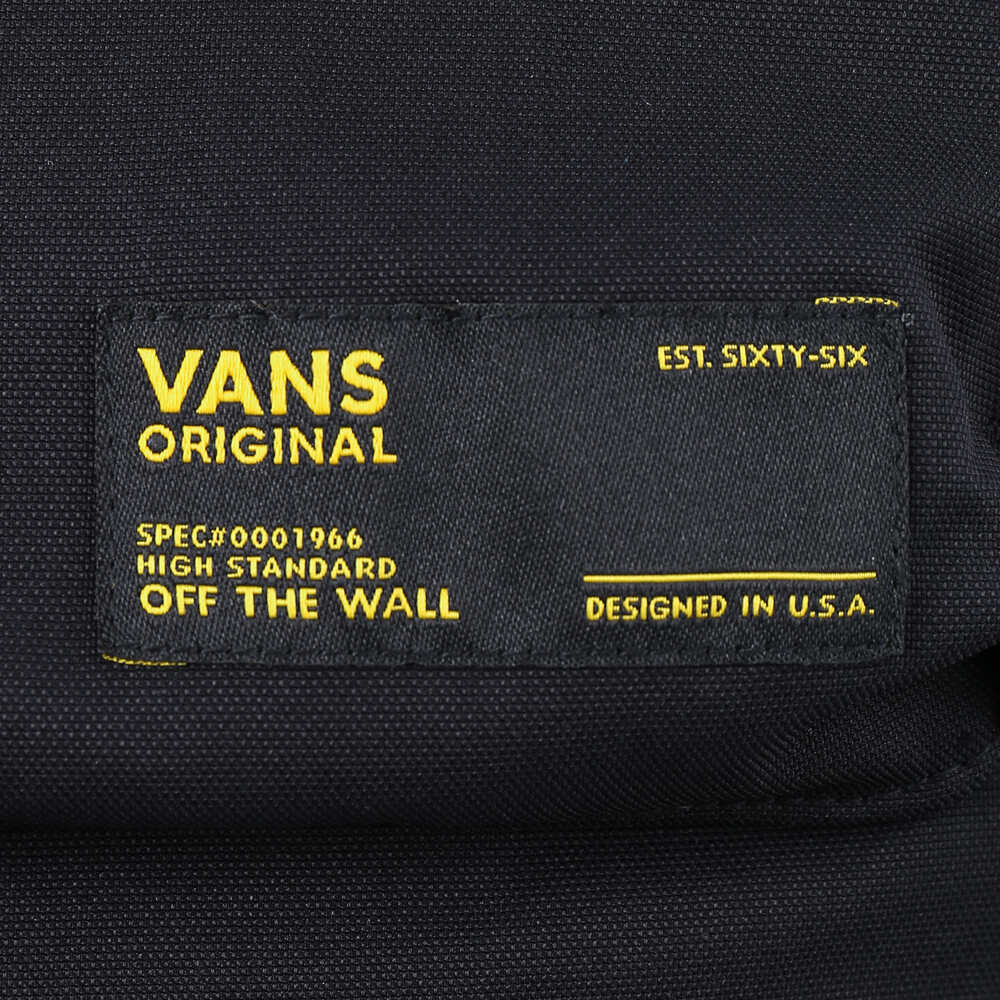 VANS
ORIGINAL
EST. SIXTY-SIX
SPEC#0001966
HIGH STANDARD
OFF THE WALL
DESIGNED IN U.S.A.